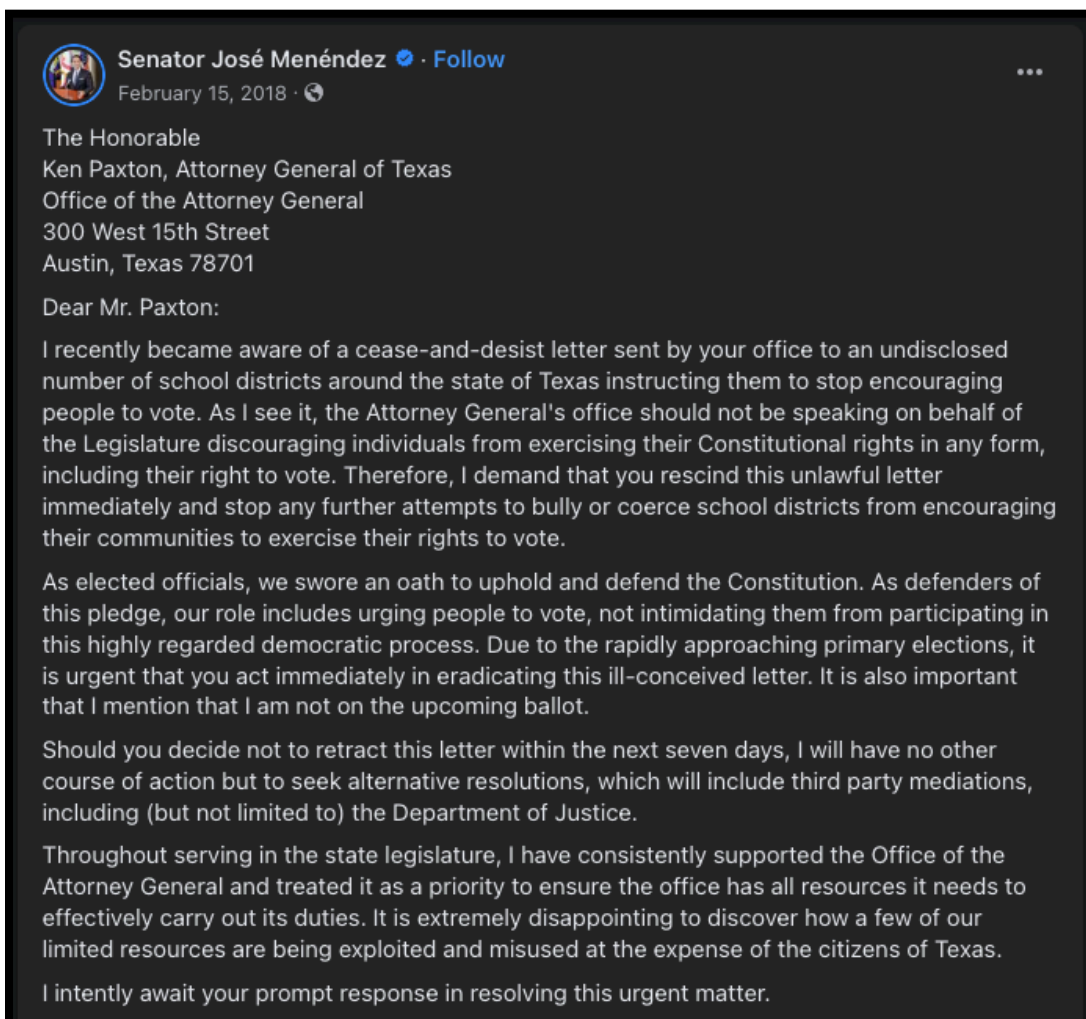 Senator José Menéndez · Follow
February 15, 2018 ·
The Honorable
Ken Paxton, Attorney General of Texas
Office of the Attorney General
300 West 15th Street
Austin, Texas 78701
Dear Mr. Paxton:
I recently became aware of a cease-and-desist letter sent by your office to an undisclosed
number of school districts around the state of Texas instructing them to stop encouraging
people to vote. As I see it, the Attorney General's office should not be speaking on behalf of
the Legislature discouraging individuals from exercising their Constitutional rights in any form,
including their right to vote. Therefore, I demand that you rescind this unlawful letter
immediately and stop any further attempts to bully or coerce school districts from encouraging
their communities to exercise their rights to vote.
As elected officials, we swore an oath to uphold and defend the Constitution. As defenders of
this pledge, our role includes urging people to vote, not intimidating them from participating in
this highly regarded democratic process. Due to the rapidly approaching primary elections, it
is urgent that you act immediately in eradicating this ill-conceived letter. It is also important
that I mention that I am not on the upcoming ballot.
Should you decide not to retract this letter within the next seven days, I will have no other
course of action but to seek alternative resolutions, which will include third party mediations,
including (but not limited to) the Department of Justice.
Throughout serving in the state legislature, I have consistently supported the Office of the
Attorney General and treated it as a priority to ensure the office has all resources it needs to
effectively carry out its duties. It is extremely disappointing to discover how a few of our
limited resources are being exploited and misused at the expense of the citizens of Texas.
I intently await your prompt response in resolving this urgent matter.